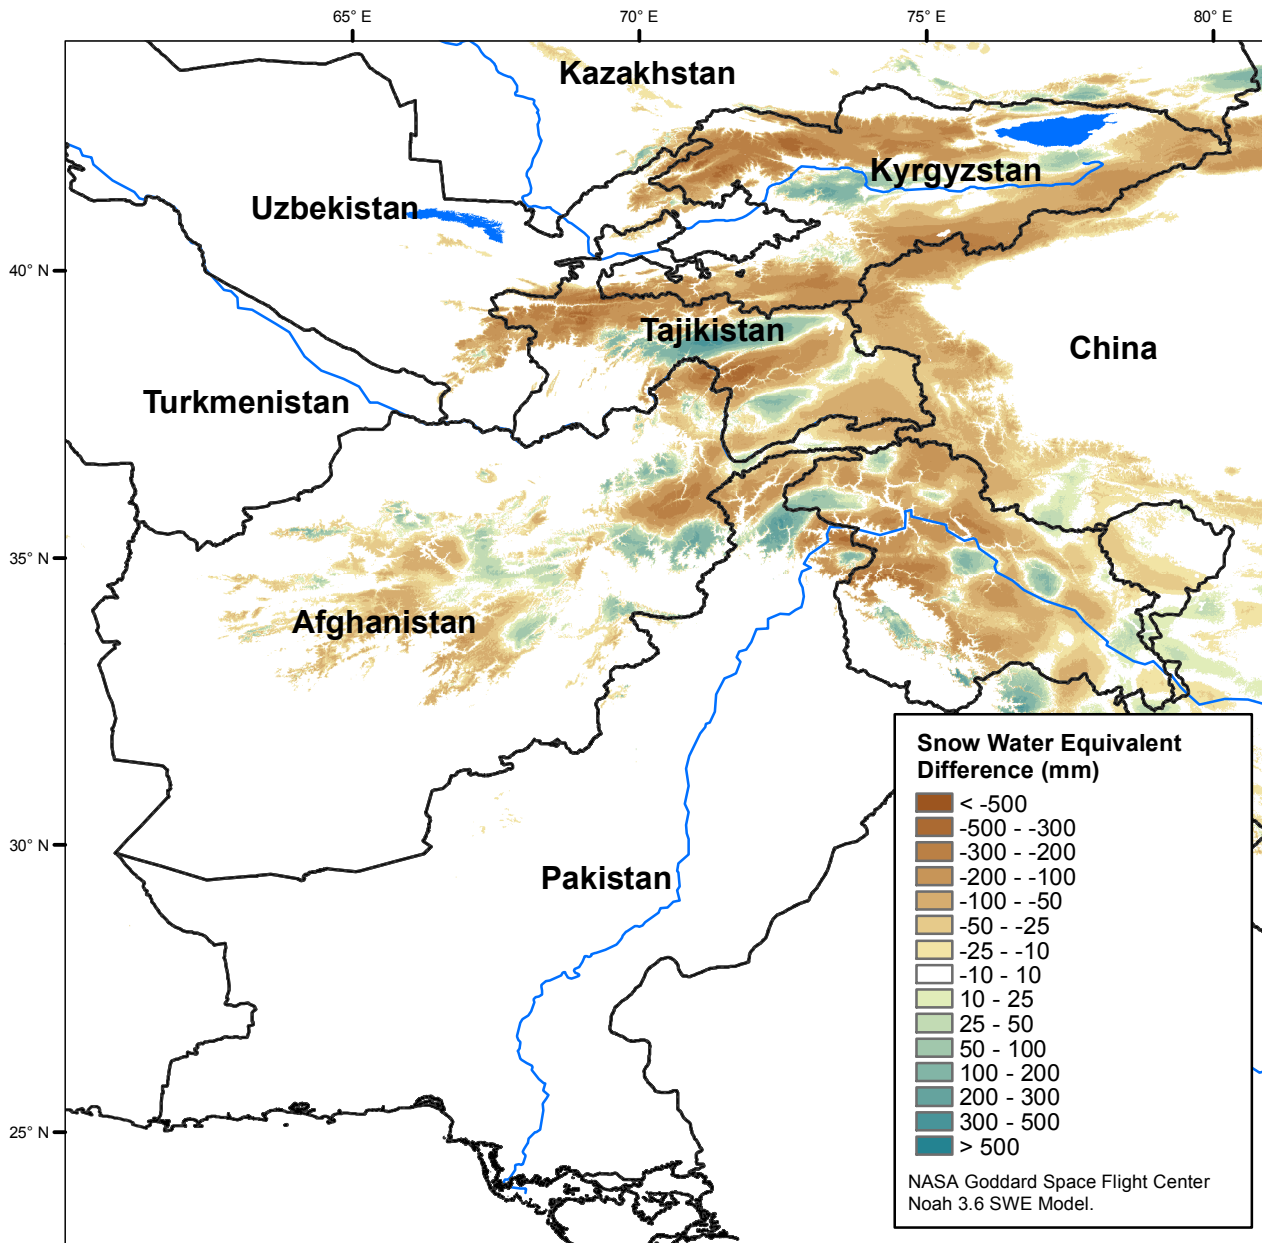 65° E
70° E
75° E
80° E
Kazakhstan
Kyrgyzstan
Uzbekistan
40° N
Tajikistan
China
Turkmenistan
35° N
Afghanistan
30° N
Pakistan
25° N
Snow Water Equivalent
Difference (mm)
< -500
-500 - -300
-300 - -200
-200 - -100
-100 - -50
-50 - -25
-25 - -10
-10 - 10
10 - 25
25 - 50
50 - 100
100 - 200
200 - 300
300 - 500
> 500
NASA Goddard Space Flight Center
Noah 3.6 SWE Model.